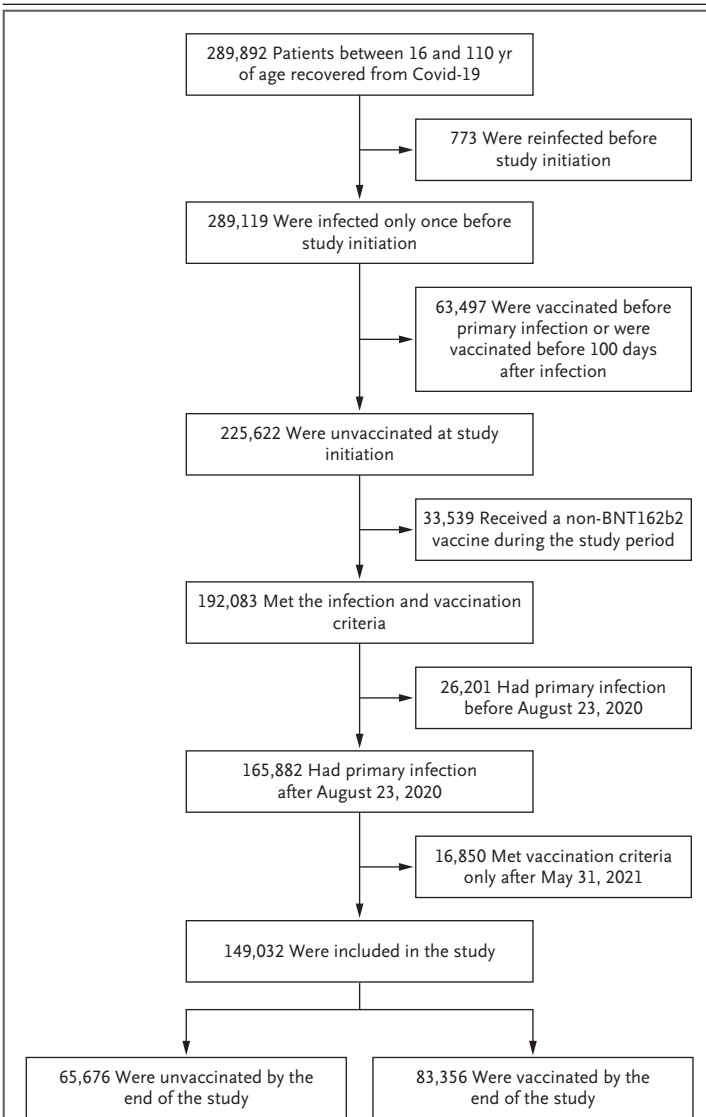 289,892 Patients between 16 and 110 yr
of age recovered from Covid-19
773 Were reinfected before
study initiation
289,119 Were infected only once before
study initiation
63,497 Were vaccinated before
primary infection or were
vaccinated before 100 days
after infection
225,622 Were unvaccinated at study
initiation
33,539 Received a non-BNT162b2
vaccine during the study period
192,083 Met the infection and vaccination
criteria
26,201 Had primary infection
before August 23, 2020
165,882 Had primary infection
after August 23, 2020
16,850 Met vaccination criteria
only after May 31, 2021
149,032 Were included in the study
65,676 Were unvaccinated by the
end of the study
83,356 Were vaccinated by the
end of the study